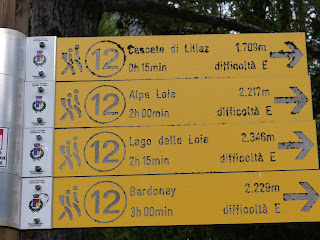 12 Cascate di Lillaz 1.703m
0h 15min difficoltà E
12 Alpe Loie 2.217m
2h 00min difficoltà E
12 Lago delle Loie 2.346m
2h 15min difficoltà E
12 Bardoney 2.229m
3h 00min difficoltà E